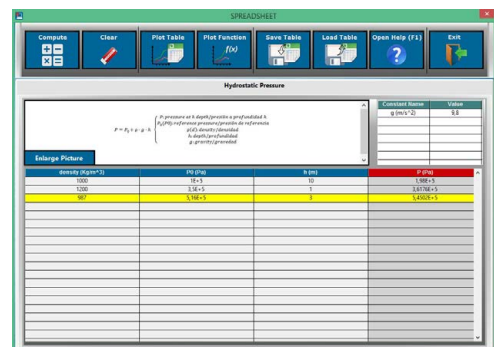 SPREADSHEET
Compute Clear Plot Table Plot Function Save Table Load Table Open Help (F1) Exit
f(x)
Hydrostatic Pressure
P: pressure at h depth/presión a profundidad h
P₀(P0): reference pressure/presión de referencia
P = P₀ + ρ · g · h
ρ(d): density/densidad
h: depth/profundidad
g: gravity/gravedad
Enlarge Picture
Constant Name Value
g (m/s^2) 9,8
density (Kg/m^3) P0 (Pa) h (m) P (Pa)
1000 1E+5 10 1,98E+5
1200 3,5E+5 1 3,6176E+5
987 5,16E+5 3 5,4502E+5